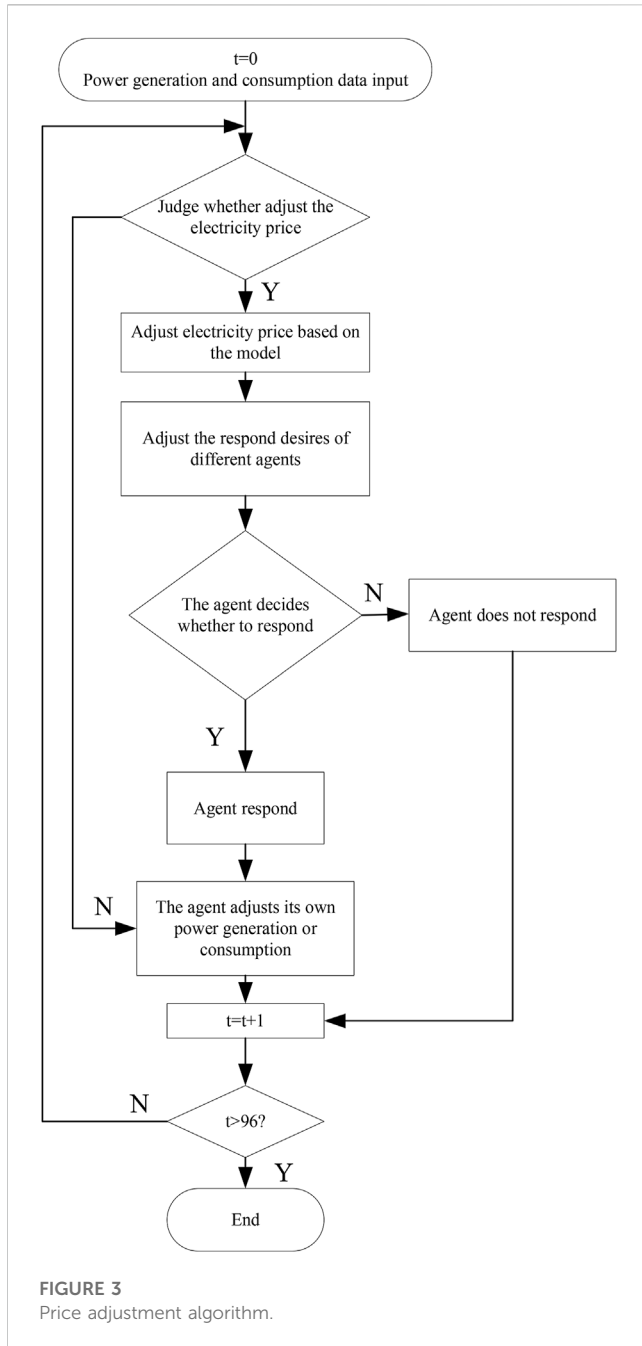 t=0
Power generation and consumption data input
Judge whether adjust the
electricity price
Y
Adjust electricity price based on
the model
Adjust the respond desires of
different agents
The agent decides
whether to respond
N
Agent does not respond
Y
Agent respond
N
The agent adjusts its own
power generation or
consumption
t=t+1
N
t>96?
Y
End
FIGURE 3
Price adjustment algorithm.